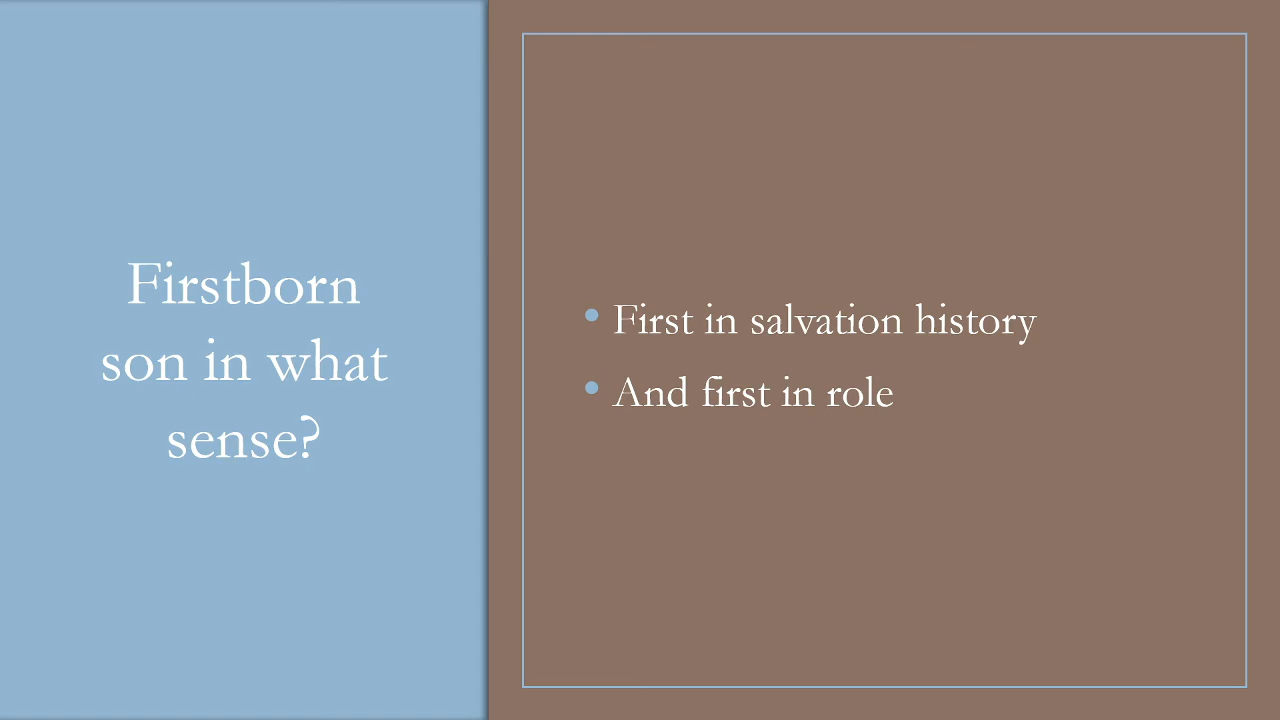 Firstborn
son in what
sense?
• First in salvation history
• And first in role